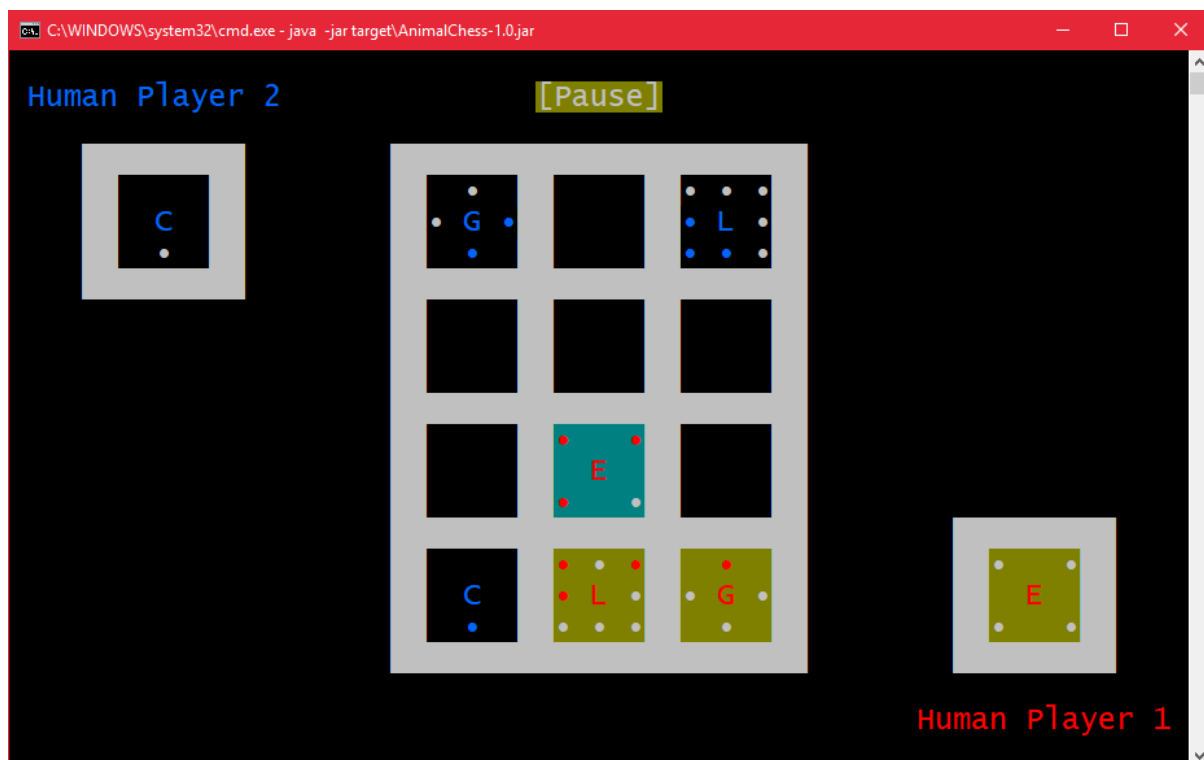 C:\WINDOWS\system32\cmd.exe - java -jar target\AnimalChess-1.0.jar
Human Player 2 [Pause]
C G L
E
C L G E
Human Player 1